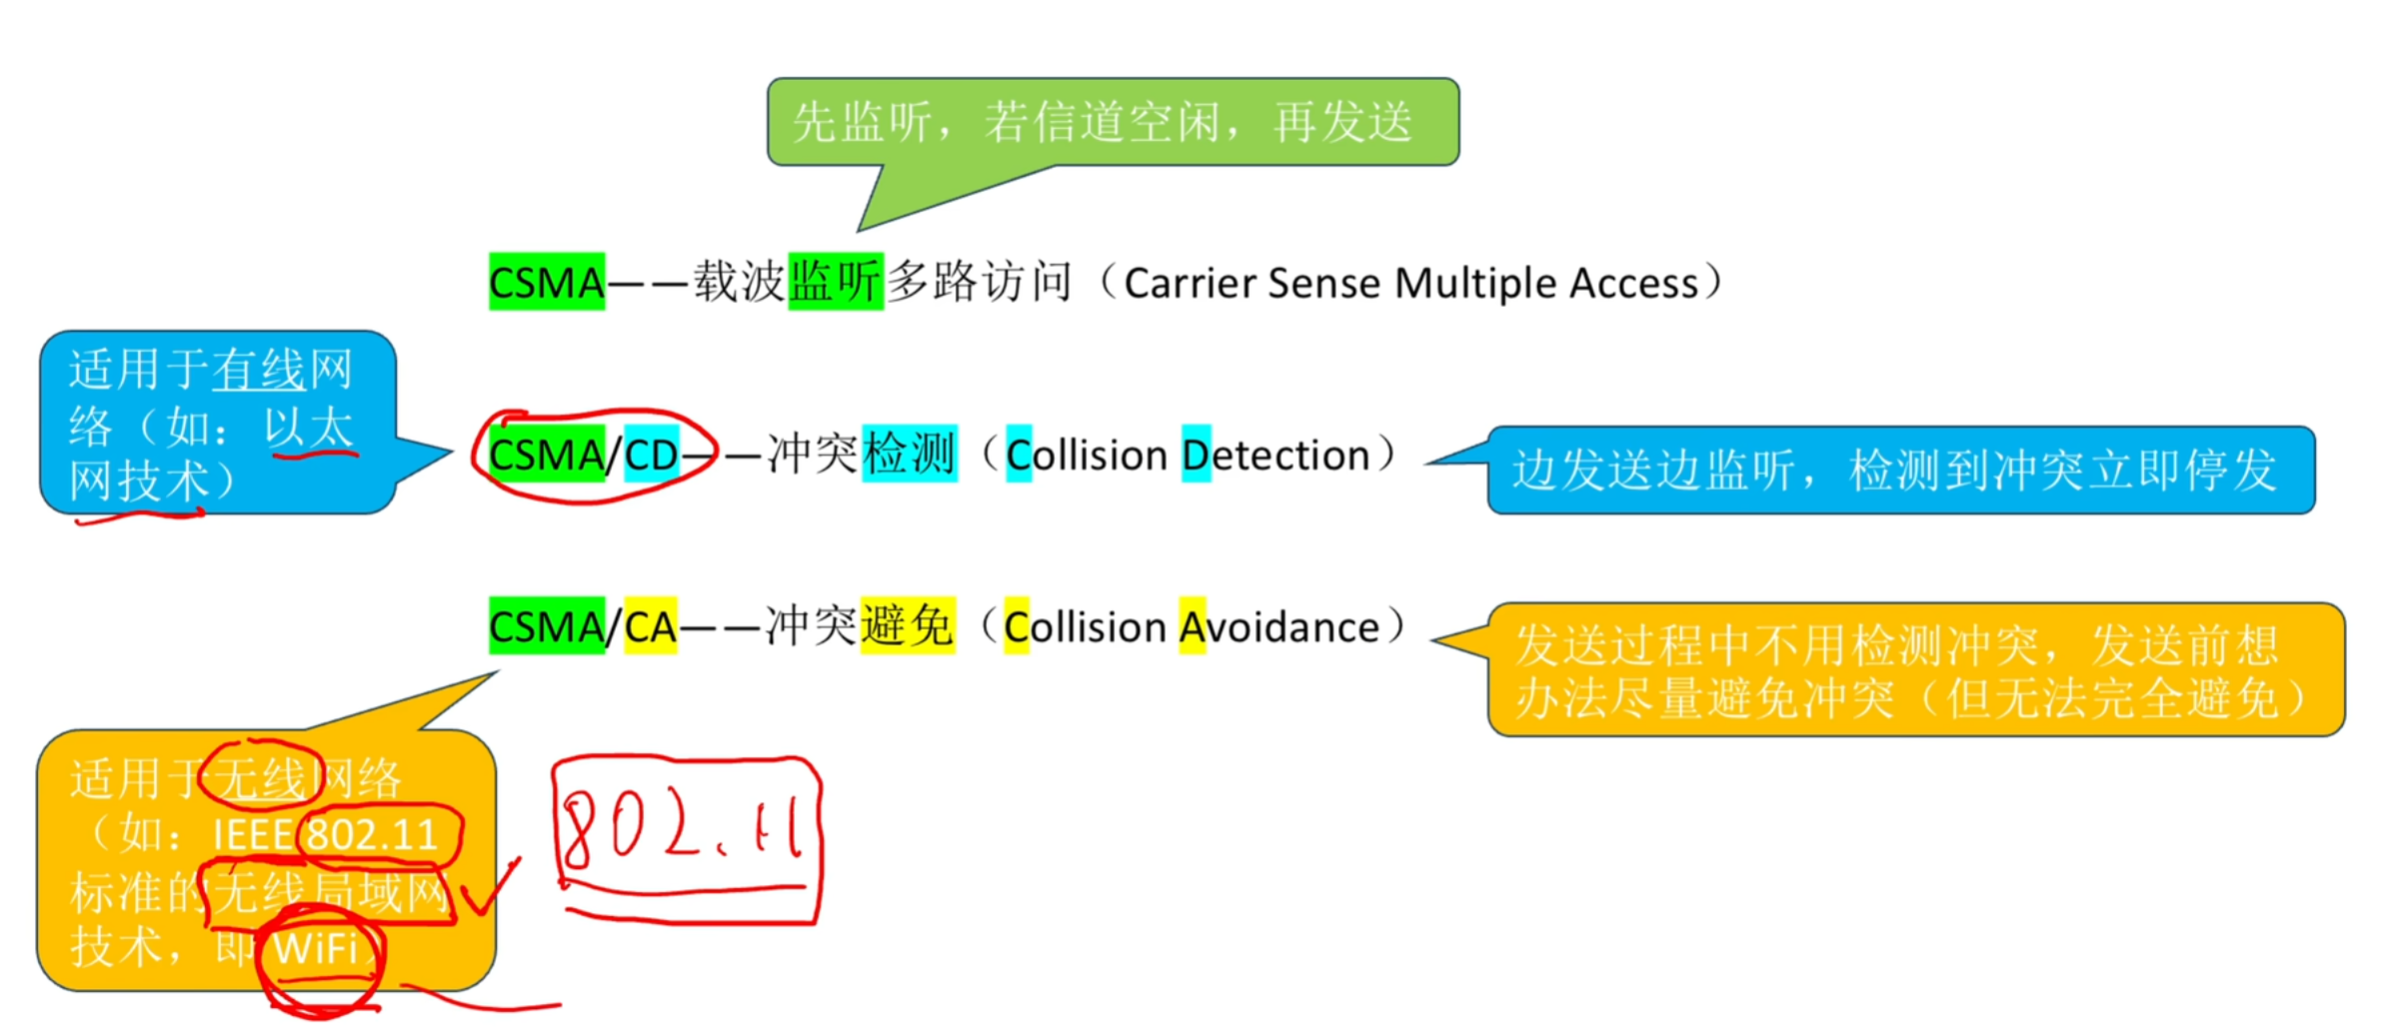 先监听，若信道空闲，再发送
CSMA——载波监听多路访问（Carrier Sense Multiple Access）
适用于有线网
络（如：以太
网技术）
CSMA/CD——冲突检测（Collision Detection）
边发送边监听，检测到冲突立即停发
CSMA/CA——冲突避免（Collision Avoidance）
发送过程中不用检测冲突，发送前想
办法尽量避免冲突（但无法完全避免）
适用于无线网络
（如：IEEE 802.11
标准的无线局域网
技术，即 WiFi）
802.11